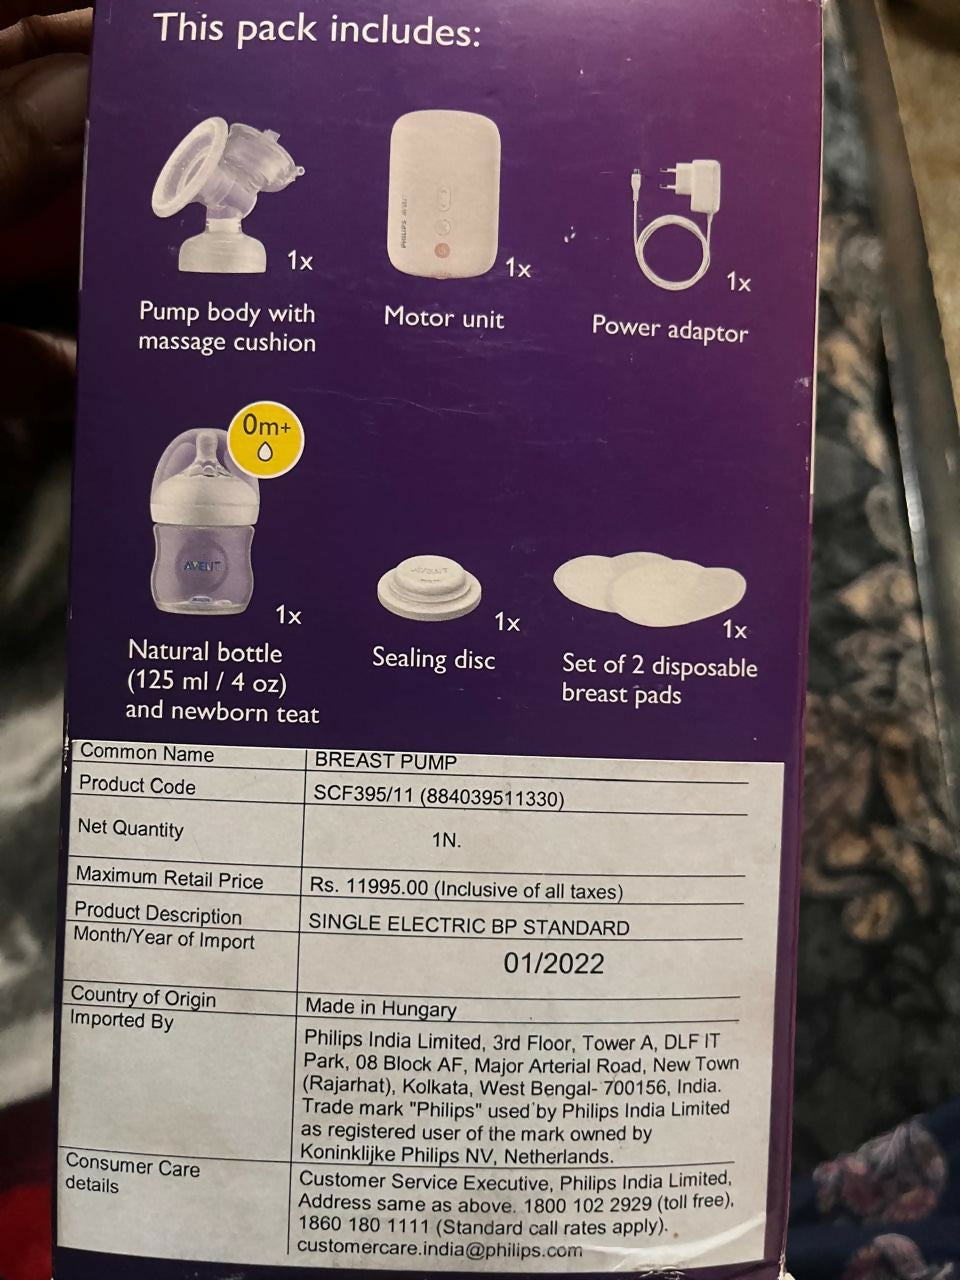 This pack includes:
1x
Pump body with
massage cushion
PHILIPS AVENT
1x
Motor unit
1x
Power adaptor
0m+
AVENT
1x
Natural bottle
(125 ml / 4 oz)
and newborn teat
AVENT
1x
Sealing disc
1x
Set of 2 disposable
breast pads
Common Name BREAST PUMP
Product Code SCF395/11 (884039511330)
Net Quantity 1N.
Maximum Retail Price Rs. 11995.00 (Inclusive of all taxes)
Product Description SINGLE ELECTRIC BP STANDARD
Month/Year of Import 01/2022
Country of Origin Made in Hungary
Imported By Philips India Limited, 3rd Floor, Tower A, DLF IT
Park, 08 Block AF, Major Arterial Road, New Town
(Rajarhat), Kolkata, West Bengal- 700156, India.
Trade mark "Philips" used by Philips India Limited
as registered user of the mark owned by
Koninklijke Philips NV, Netherlands.
Consumer Care
details
Customer Service Executive, Philips India Limited,
Address same as above. 1800 102 2929 (toll free),
1860 180 1111 (Standard call rates apply).
customercare.india@philips.com